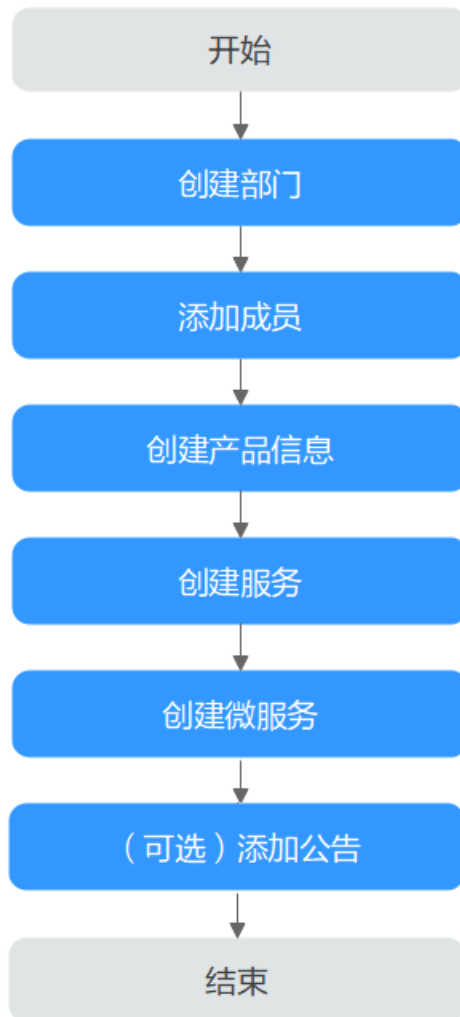 开始
创建部门
添加成员
创建产品信息
创建服务
创建微服务
（可选）添加公告
结束